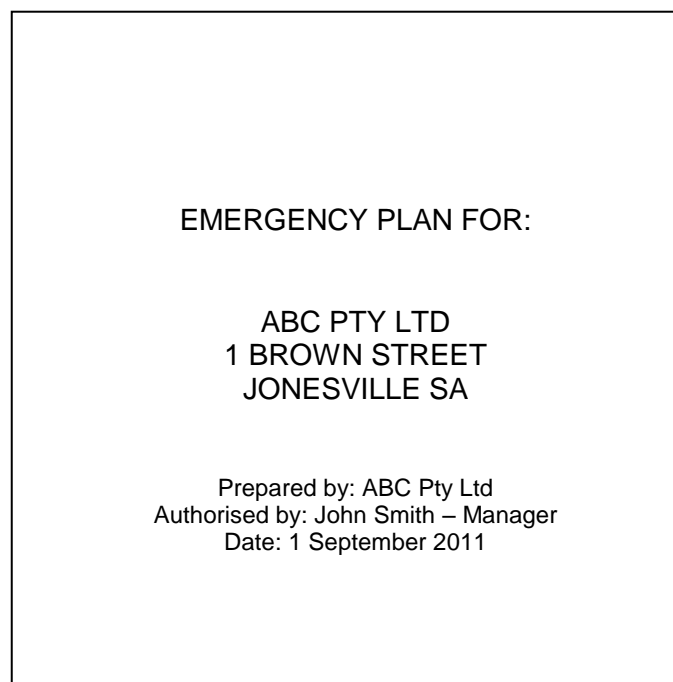 EMERGENCY PLAN FOR:
ABC PTY LTD
1 BROWN STREET
JONESVILLE SA
Prepared by: ABC Pty Ltd
Authorised by: John Smith – Manager
Date: 1 September 2011